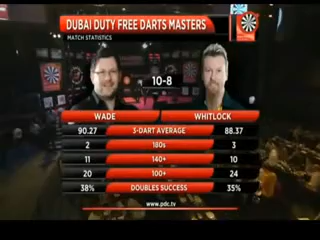 DUBAI DUTY FREE DARTS MASTERS
MATCH STATISTICS
10-8
WADE WHITLOCK
90.27 3-DART AVERAGE 88.37
2 180s 3
11 140+ 10
20 100+ 24
38% DOUBLES SUCCESS 35%
www.pdc.tv